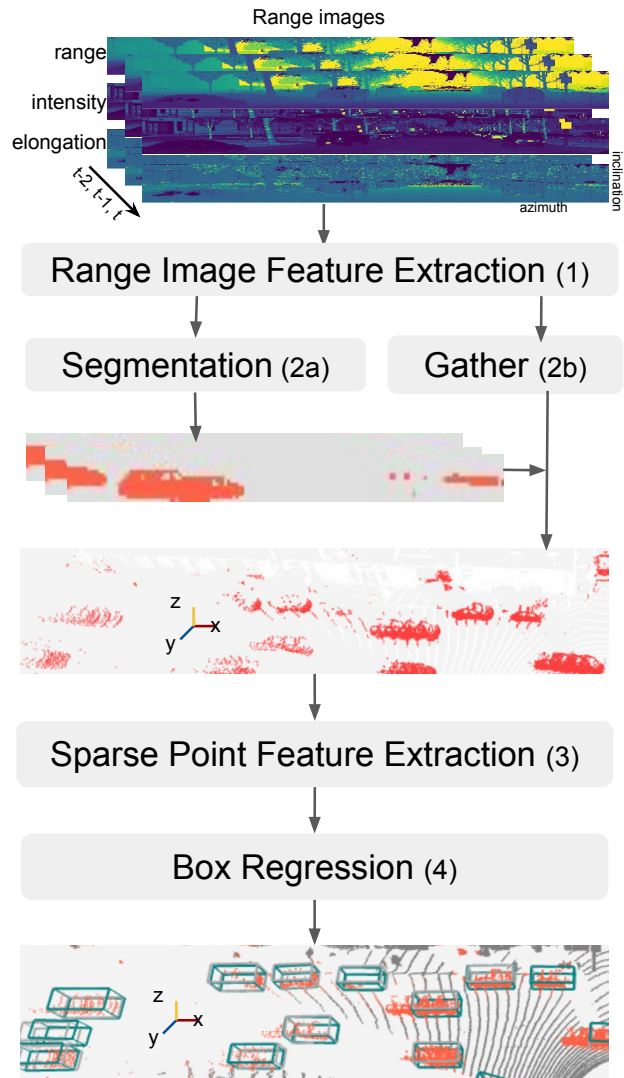 Range images
range
intensity
elongation
t-2, t-1, t
inclination
azimuth
Range Image Feature Extraction (1)
Segmentation (2a)
Gather (2b)
z
x
y
Sparse Point Feature Extraction (3)
Box Regression (4)
z
x
y